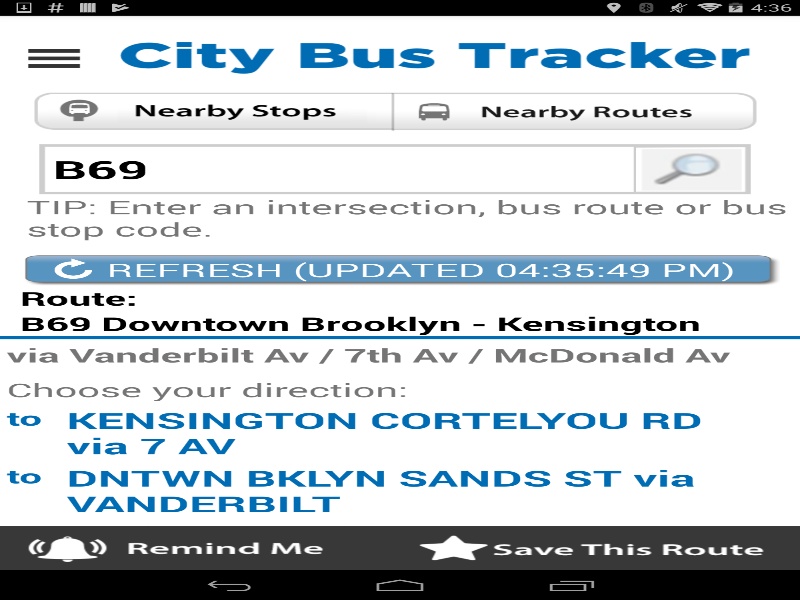 4:36
City Bus Tracker
Nearby Stops
Nearby Routes
B69
TIP: Enter an intersection, bus route or bus
stop code.
REFRESH (UPDATED 04:35:49 PM)
Route:
B69 Downtown Brooklyn - Kensington
via Vanderbilt Av / 7th Av / McDonald Av
Choose your direction:
to KENSINGTON CORTELYOU RD
via 7 AV
to DNTWN BKLYN SANDS ST via
VANDERBILT
Remind Me
Save This Route